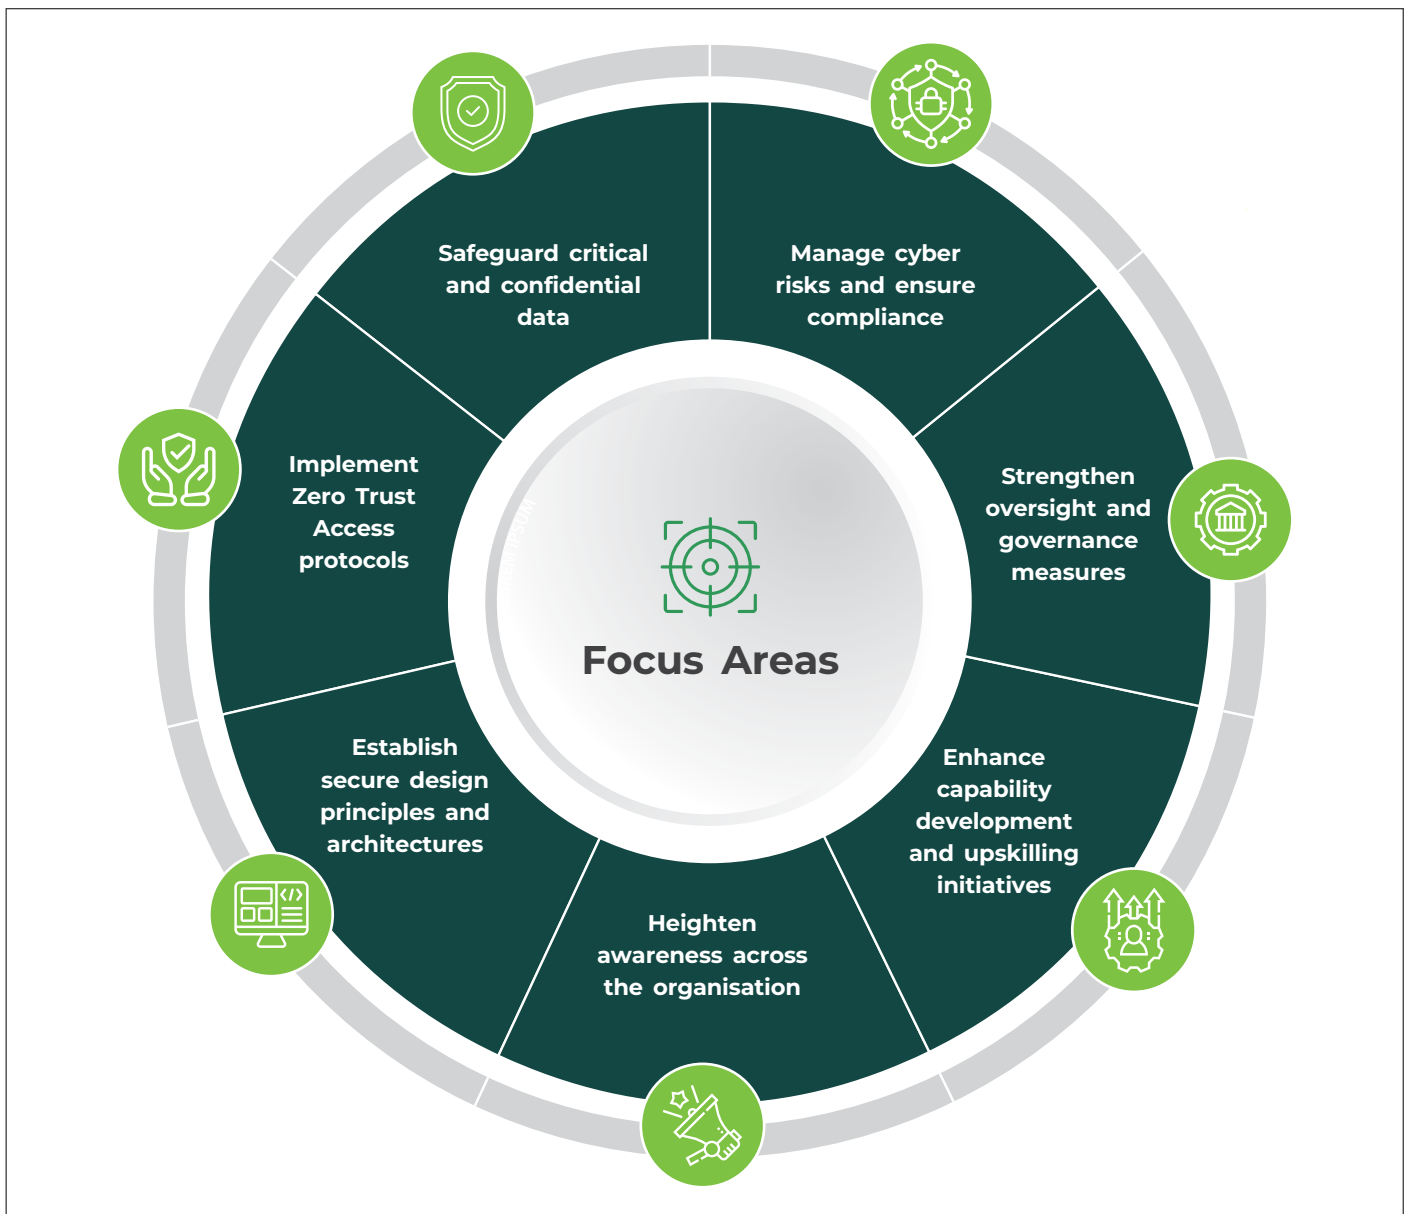 Safeguard critical
and confidential
data
Manage cyber
risks and ensure
compliance
Strengthen
oversight and
governance
measures
Enhance
capability
development
and upskilling
initiatives
Heighten
awareness across
the organisation
Establish
secure design
principles and
architectures
Implement
Zero Trust
Access
protocols
Focus Areas
IPSUM